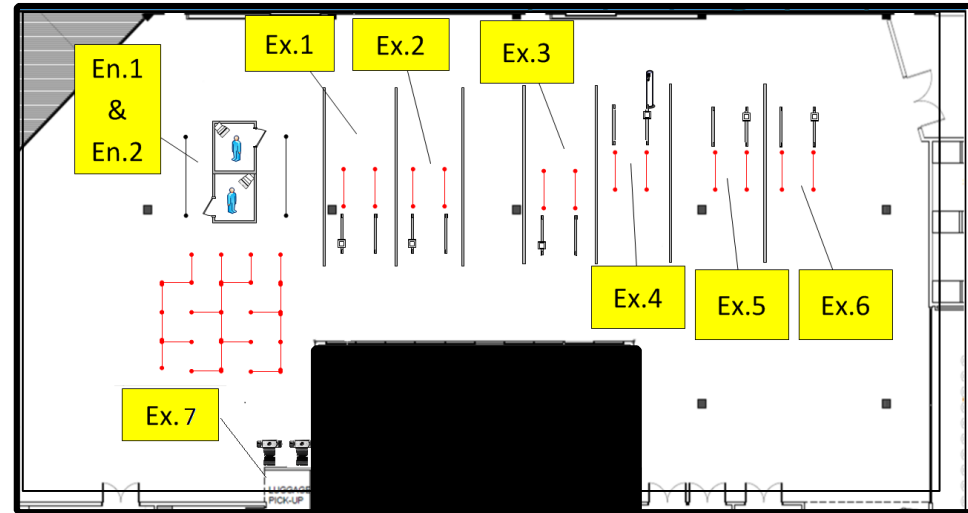 En.1
&
En.2
Ex.1
Ex.2
Ex.3
Ex.4
Ex.5
Ex.6
Ex.7
LUGGAGE
PICK-UP